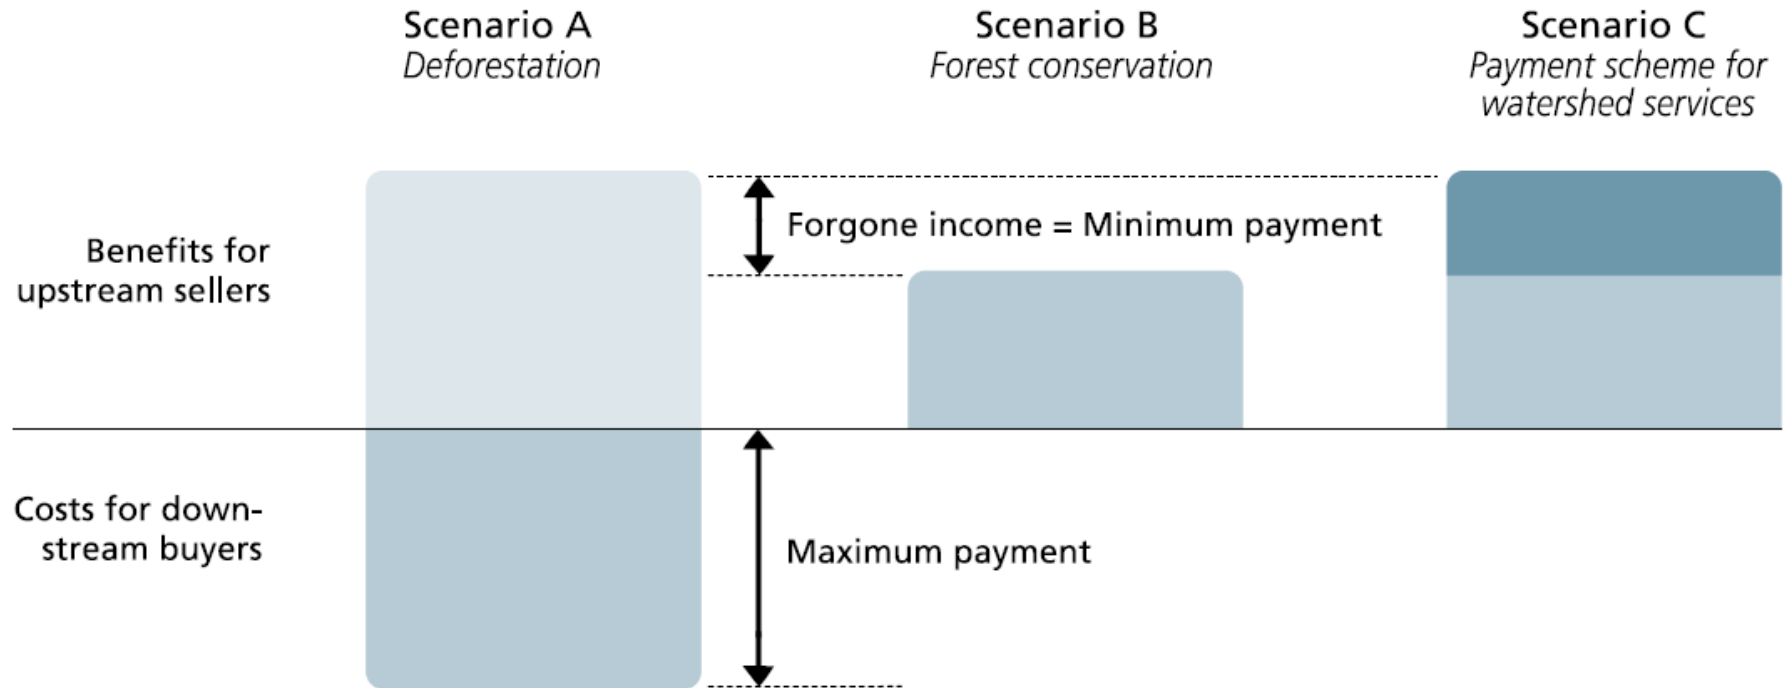 Scenario A
Deforestation
Scenario B
Forest conservation
Scenario C
Payment scheme for
watershed services
Benefits for
upstream sellers
Forgone income = Minimum payment
Costs for down-
stream buyers
Maximum payment